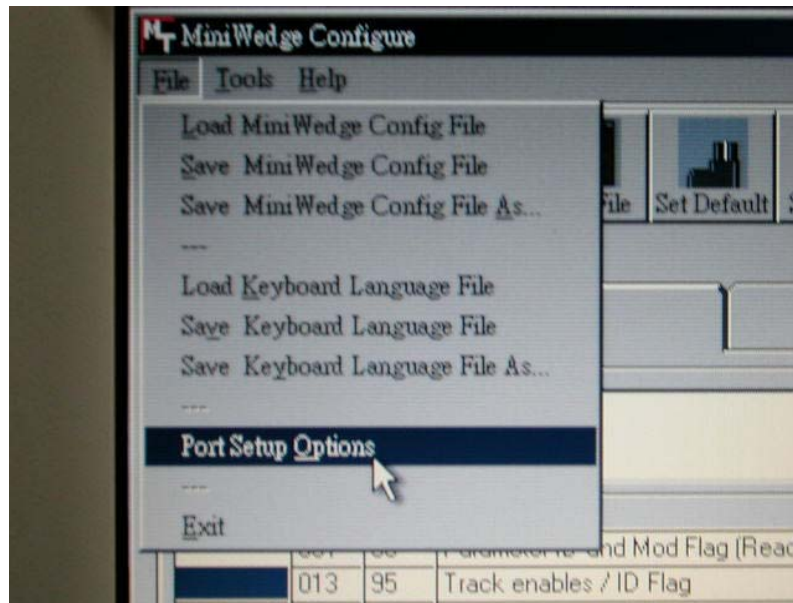 MT MiniWedge Configure
File Tools Help
Load MiniWedge Config File
Save MiniWedge Config File
Save MiniWedge Config File As...
---
Load Keyboard Language File
Save Keyboard Language File
Save Keyboard Language File As...
---
Port Setup Options
---
Exit
File
Set Default
and Mod Flag (Read
013 95 Track enables / ID Flag